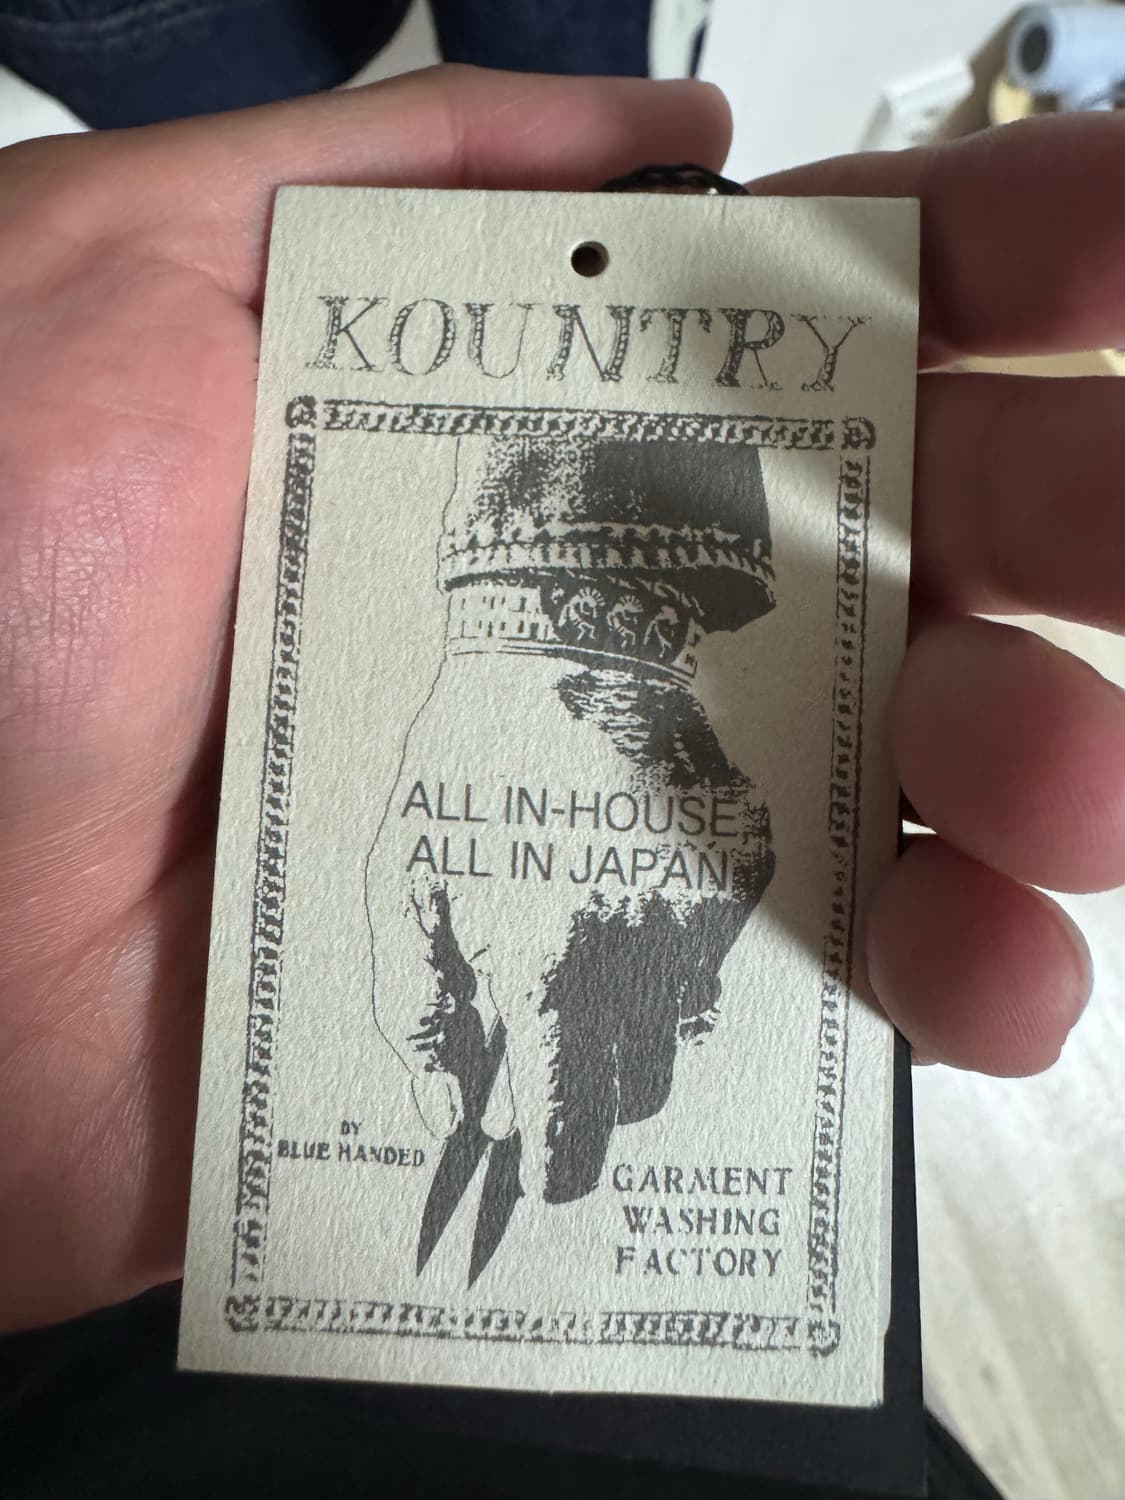 KOUNTRY
ALL IN-HOUSE
ALL IN JAPAN
BY
BLUE HANDED
GARMENT
WASHING
FACTORY